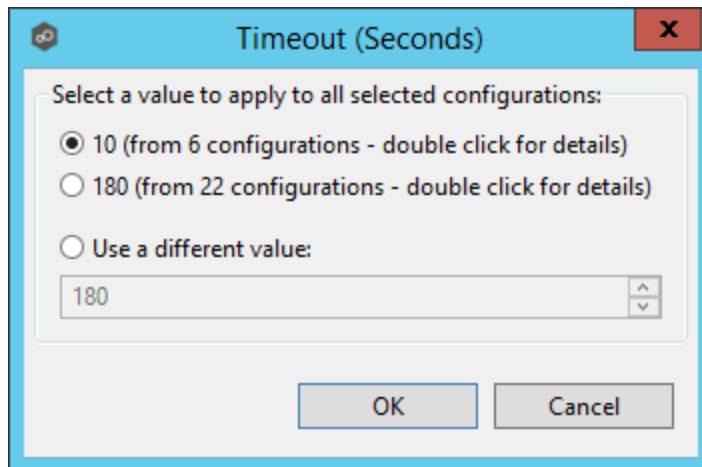 Timeout (Seconds)
x
Select a value to apply to all selected configurations:
10 (from 6 configurations - double click for details)
180 (from 22 configurations - double click for details)
Use a different value:
180
OK
Cancel